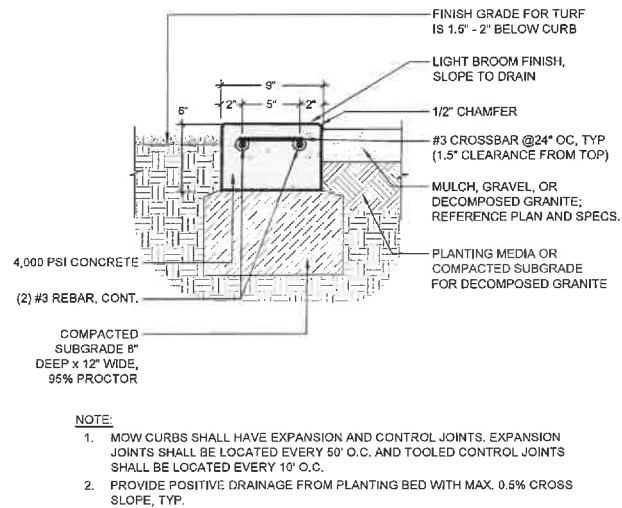 FINISH GRADE FOR TURF
IS 1.5" - 2" BELOW CURB
LIGHT BROOM FINISH,
SLOPE TO DRAIN
9"
2" 5" 2"
6"
1/2" CHAMFER
#3 CROSSBAR @24" OC, TYP
(1.5" CLEARANCE FROM TOP)
MULCH, GRAVEL, OR
DECOMPOSED GRANITE;
REFERENCE PLAN AND SPECS.
PLANTING MEDIA OR
COMPACTED SUBGRADE
FOR DECOMPOSED GRANITE
4,000 PSI CONCRETE
(2) #3 REBAR, CONT.
COMPACTED
SUBGRADE 8"
DEEP x 12" WIDE,
95% PROCTOR
NOTE:
1. MOW CURBS SHALL HAVE EXPANSION AND CONTROL JOINTS. EXPANSION
JOINTS SHALL BE LOCATED EVERY 50' O.C. AND TOOLED CONTROL JOINTS
SHALL BE LOCATED EVERY 10' O.C.
2. PROVIDE POSITIVE DRAINAGE FROM PLANTING BED WITH MAX. 0.5% CROSS
SLOPE, TYP.